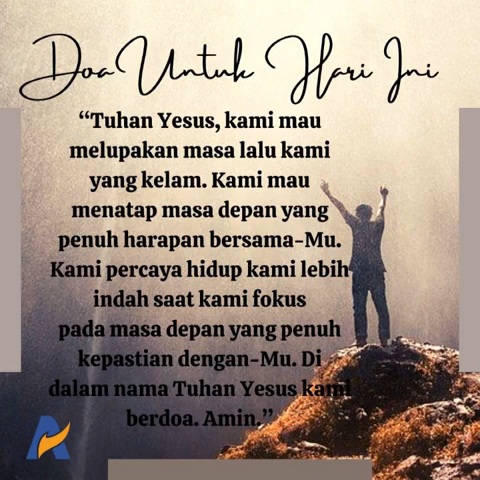 Doa Untuk Hari Ini
“Tuhan Yesus, kami mau
melupakan masa lalu kami
yang kelam. Kami mau
menatap masa depan yang
penuh harapan bersama-Mu.
Kami percaya hidup kami lebih
indah saat kami fokus
pada masa depan yang penuh
kepastian dengan-Mu. Di
dalam nama Tuhan Yesus kami
berdoa. Amin.”